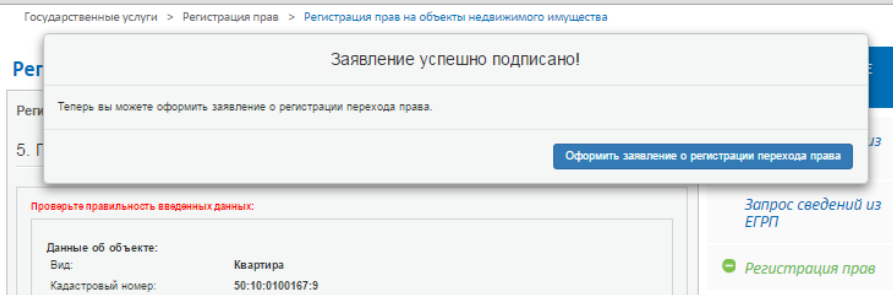 Государственные услуги > Регистрация прав > Регистрация прав на объекты недвижимого имущества
Заявление успешно подписано!
Теперь вы можете оформить заявление о регистрации перехода права.
Оформить заявление о регистрации перехода права
Проверьте правильность введенных данных:
Данные об объекте:
Вид: Квартира
Кадастровый номер: 50:10:0100167:9
Запрос сведений из
ЕГРП
Регистрация прав